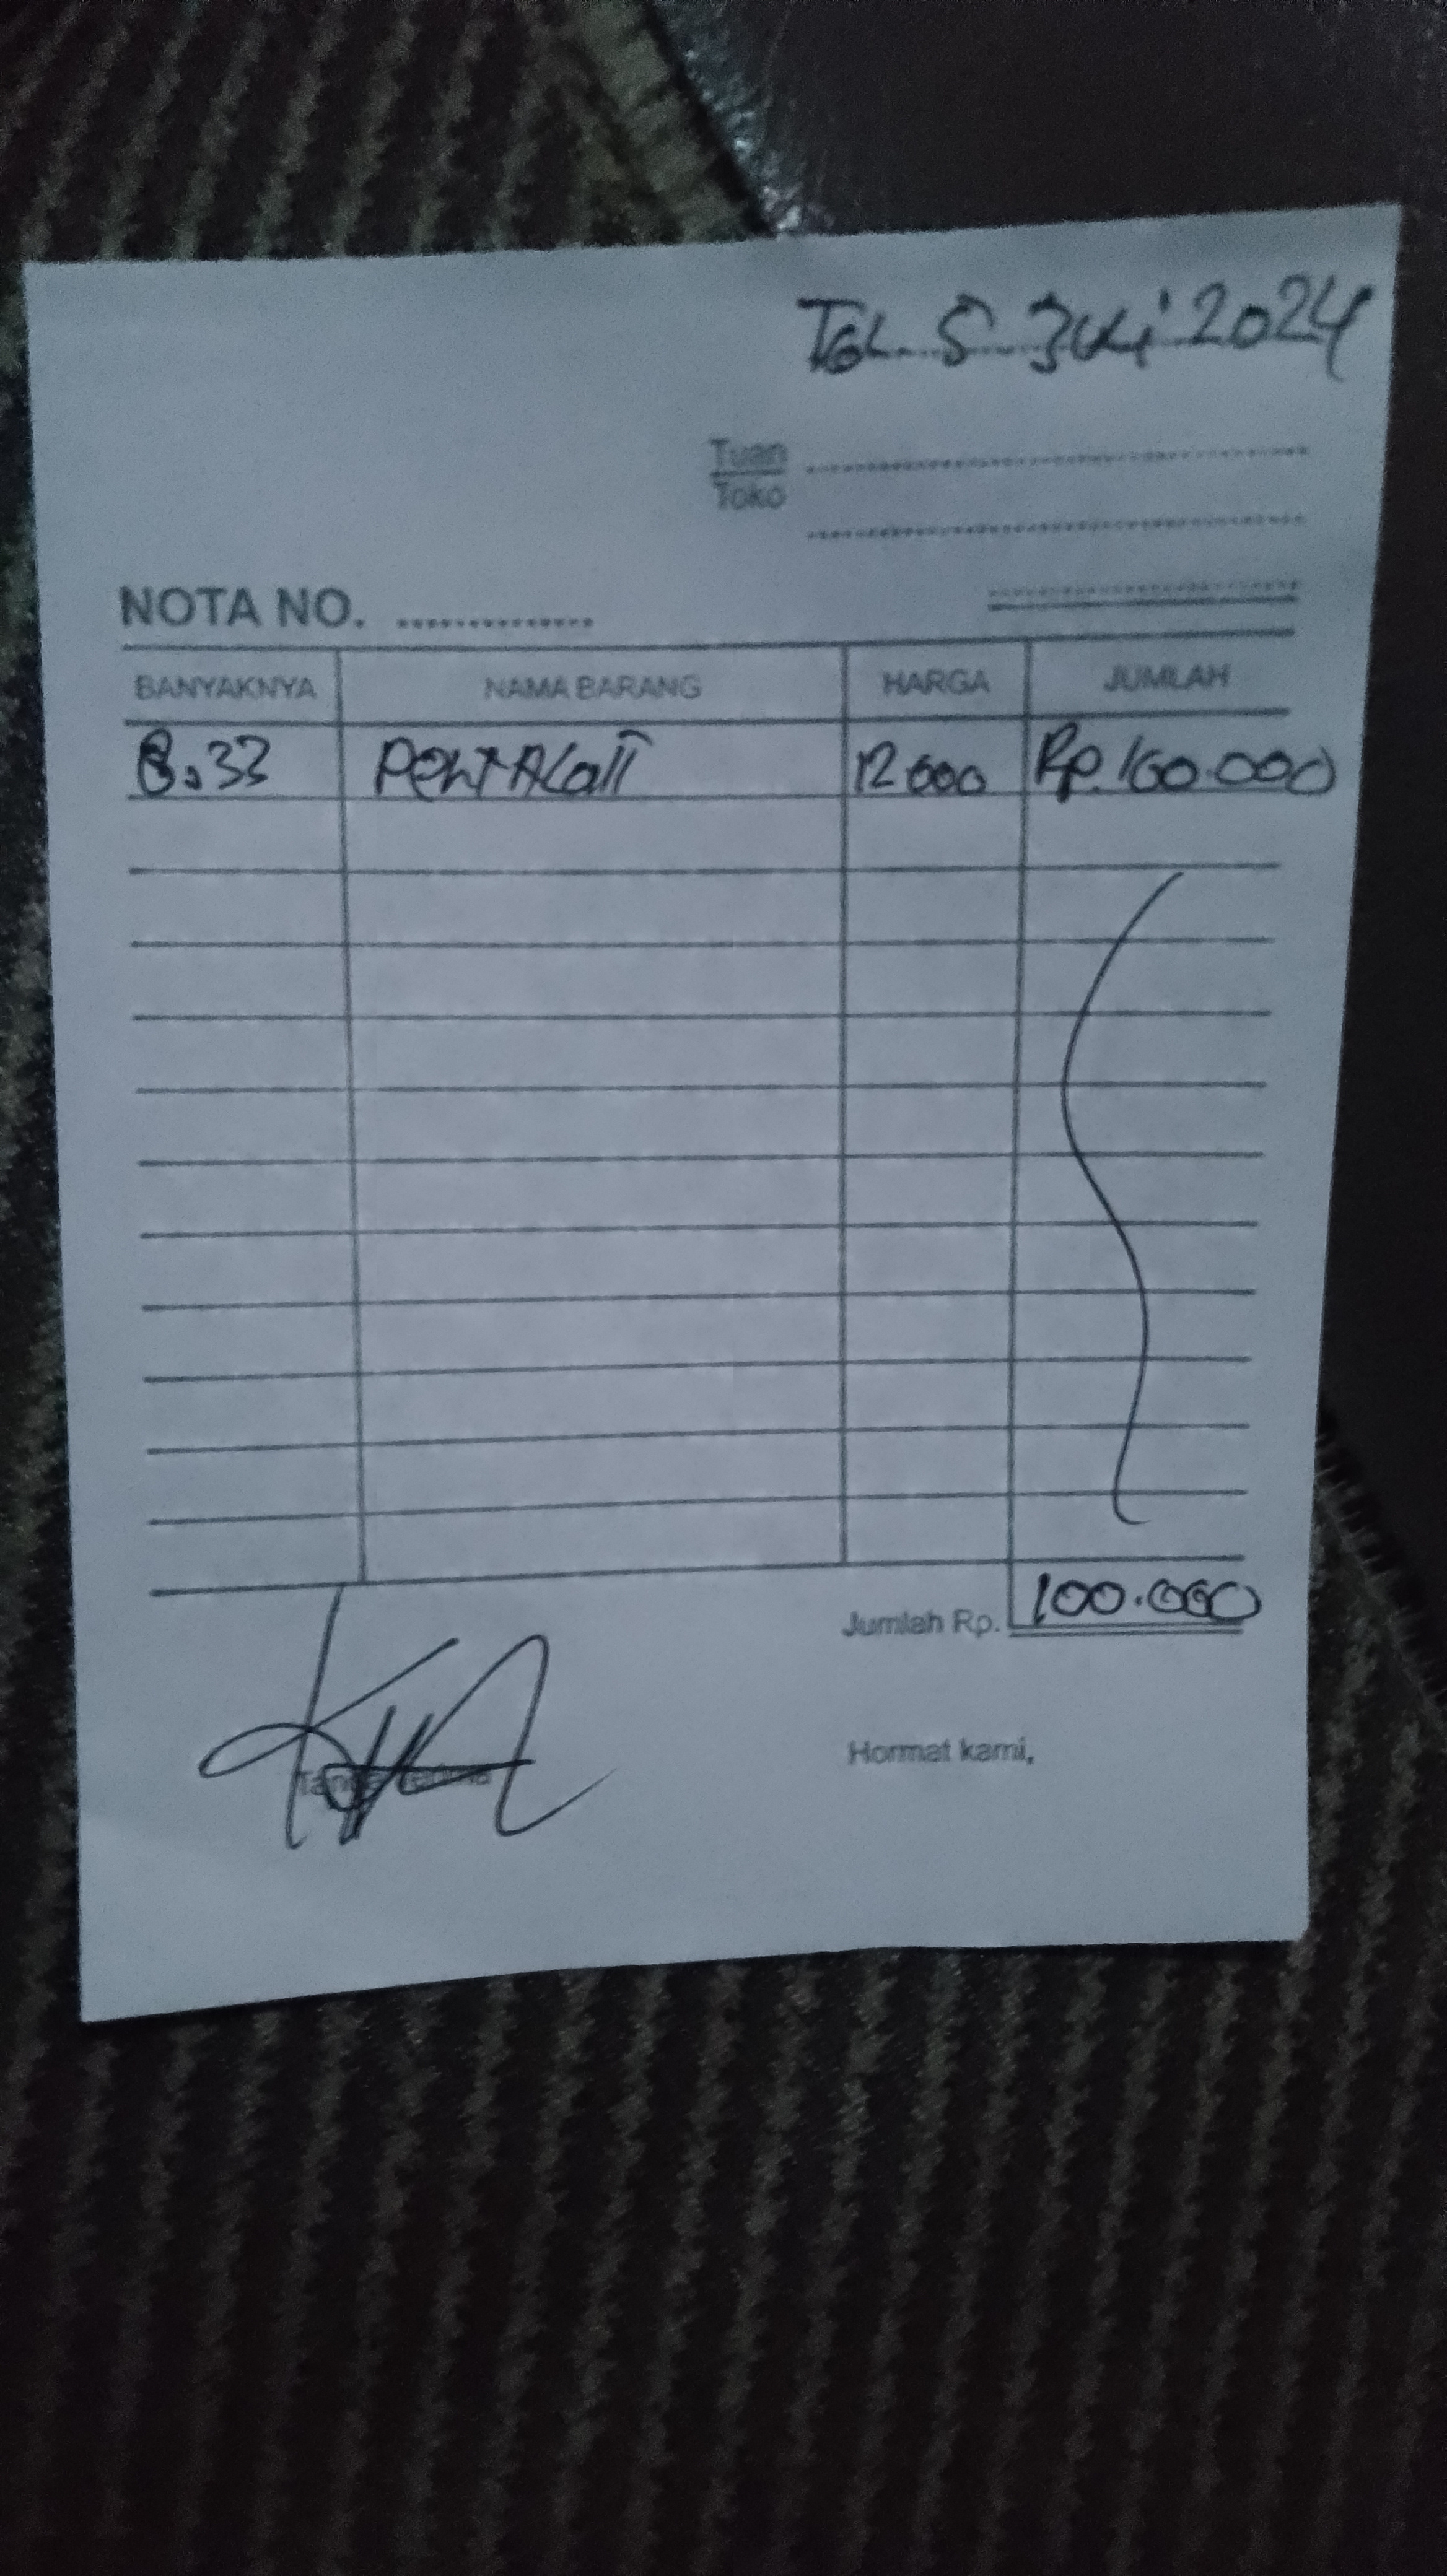 TGL. 5 Juli 2024
Tuan
Toko
NOTA NO.
BANYAKNYA NAMA BARANG HARGA JUMLAH
8.33 12.000 Rp.100.000
Jumlah Rp. 100.000
Hormat kami,